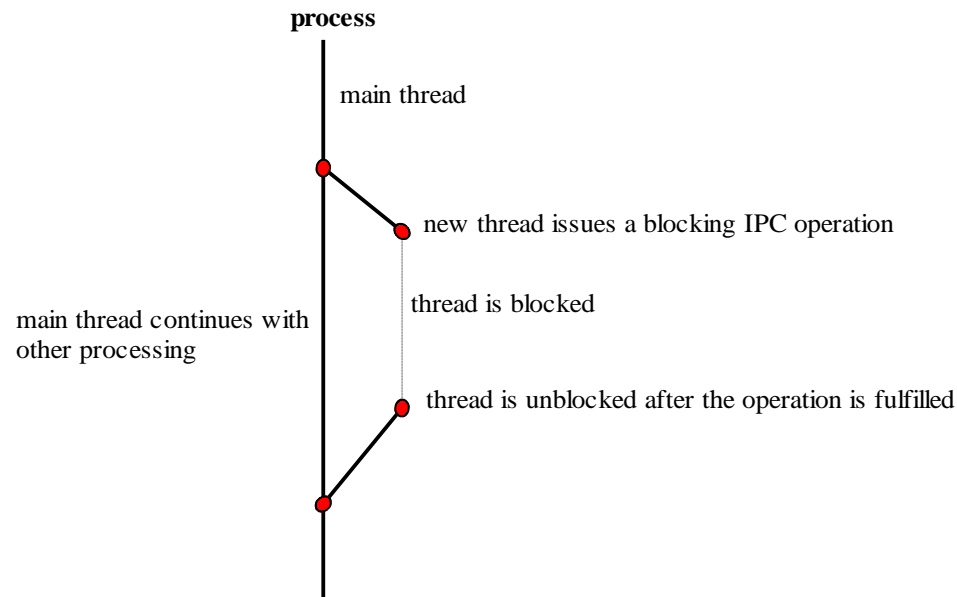 process
main thread
new thread issues a blocking IPC operation
thread is blocked
main thread continues with
other processing
thread is unblocked after the operation is fulfilled